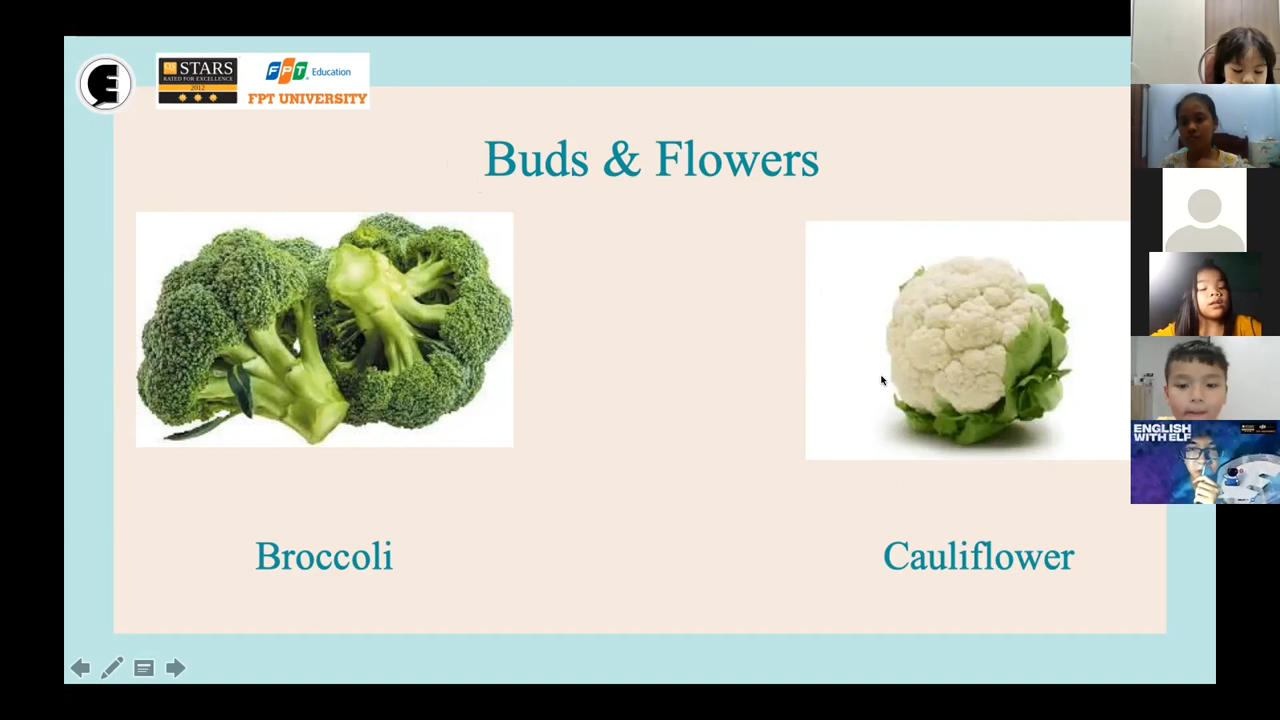 STARS
RATED FOR EXCELLENCE
2012
FPT Education
FPT UNIVERSITY
Buds & Flowers
Broccoli
Cauliflower
ENGLISH
WITH ELF